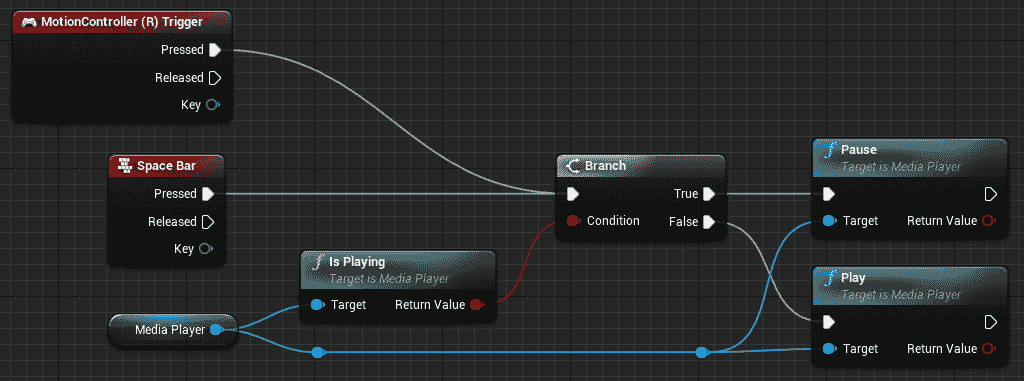 MotionController (R) Trigger
Pressed
Released
Key
Space Bar
Pressed
Released
Key
Media Player
Is Playing
Target is Media Player
Target Return Value
Branch
True
Condition False
Pause
Target is Media Player
Target Return Value
Play
Target is Media Player
Target Return Value